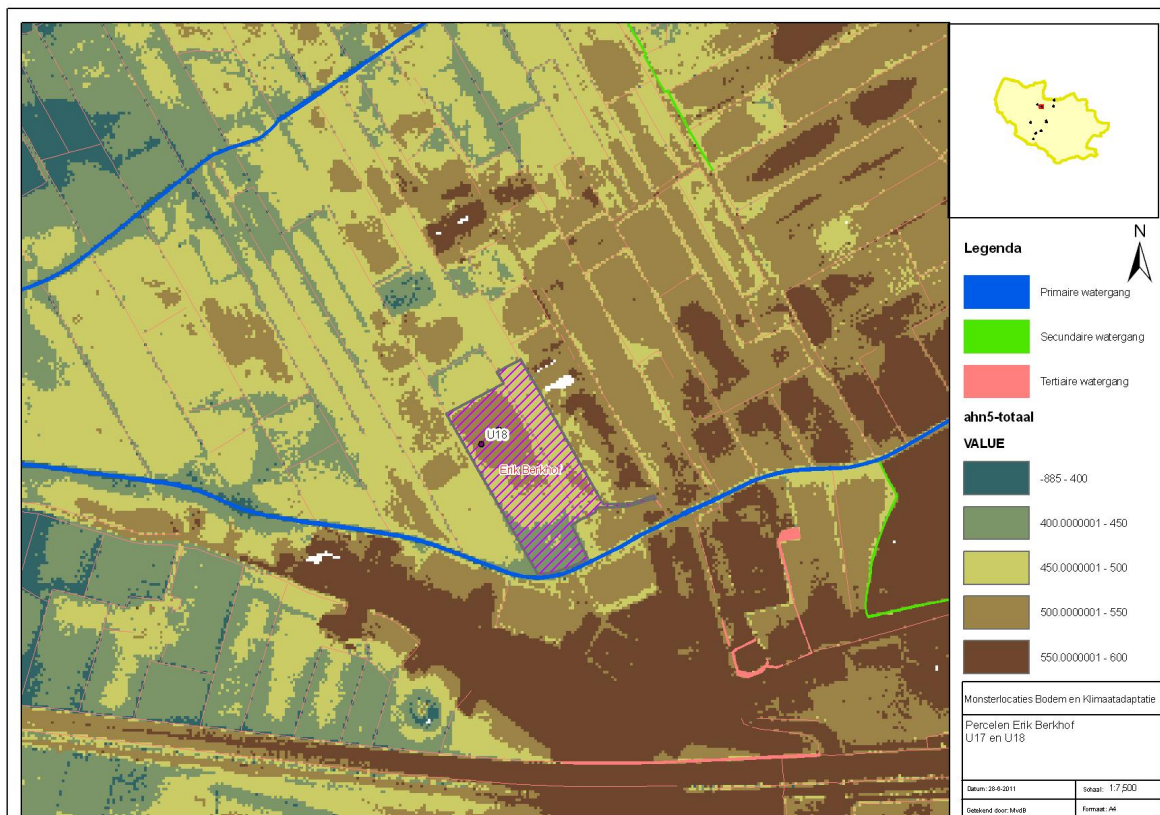 U18
Erik Berkhof
N
Legenda
Primaire watergang
Secundaire watergang
Tertiaire watergang
ahn5-totaal
VALUE
-885 - 400
400.0000001 - 450
450.0000001 - 500
500.0000001 - 550
550.0000001 - 600
Monsterlocaties Bodem en Klimaatadaptatie
Percelen Erik Berkhof
U17 en U18
Datum: 28-6-2011 Schaal: 1:7,500
Getekend door: MvdB Formaat: A4